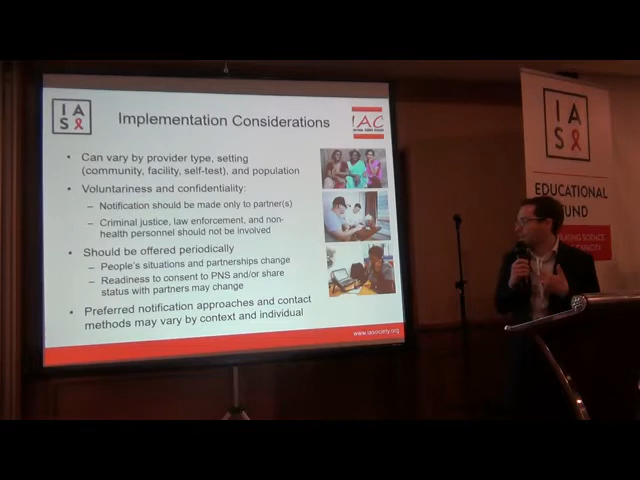 I A
S
Implementation Considerations
IAC
• Can vary by provider type, setting
(community, facility, self-test), and population
• Voluntariness and confidentiality:
– Notification should be made only to partner(s)
– Criminal justice, law enforcement, and non-
health personnel should not be involved
• Should be offered periodically
– People's situations and partnerships change
– Readiness to consent to PNS and/or share
status with partners may change
• Preferred notification approaches and contact
methods may vary by context and individual
www.iasociety.org
I A
S
EDUCATIONAL
FUND
SCIENCE